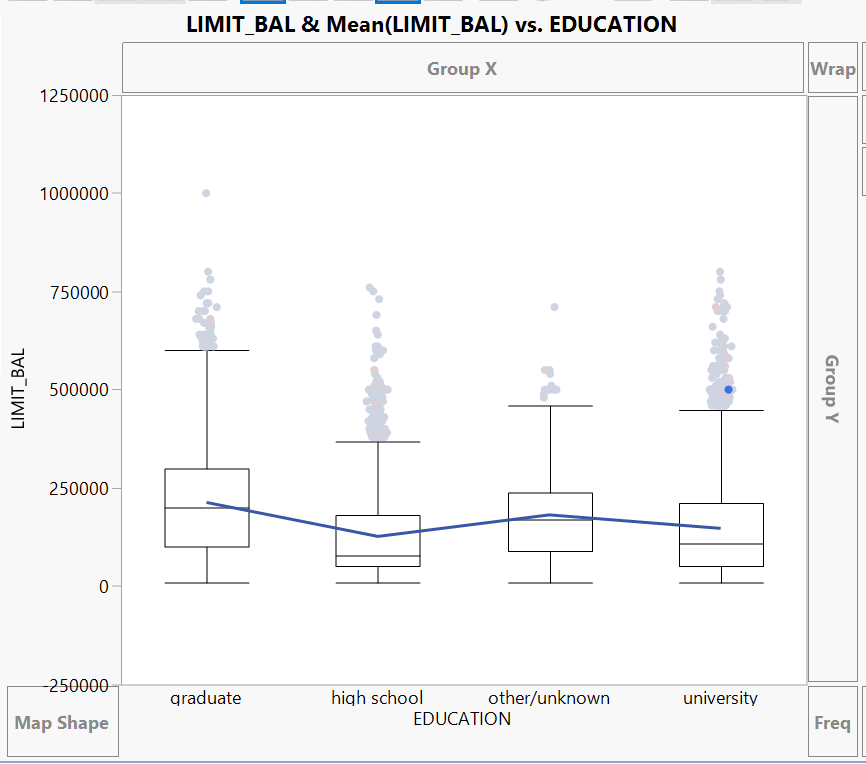 LIMIT_BAL & Mean(LIMIT_BAL) vs. EDUCATION
Group X
Wrap
1250000
1000000
750000
500000
250000
0
-250000
LIMIT_BAL
Group Y
graduate
high school
other/unknown
university
EDUCATION
Map Shape
Freq